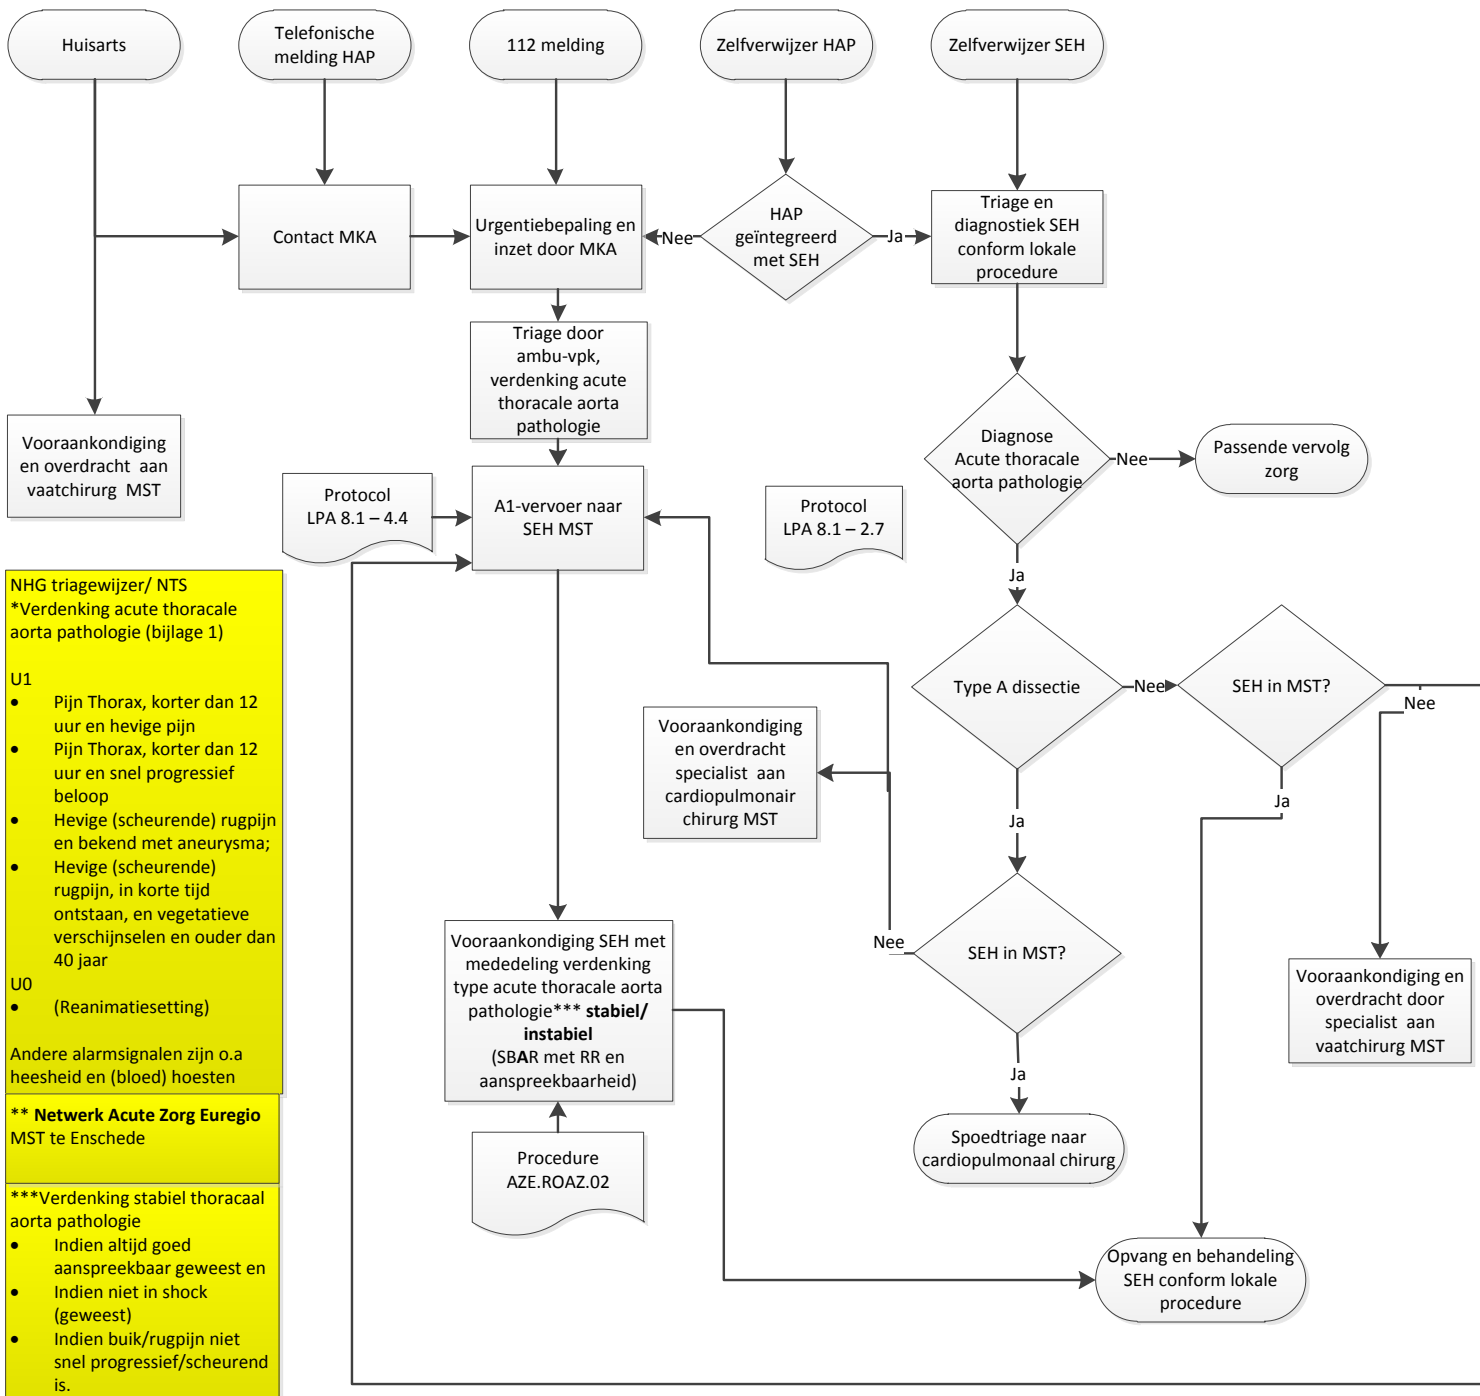 Huisarts
Telefonische
melding HAP
112 melding
Zelfverwijzer HAP
Zelfverwijzer SEH
Contact MKA
Urgentiebepaling en
inzet door MKA
Nee
HAP
geïntegreerd
met SEH
Ja
Triage en
diagnostiek SEH
conform lokale
procedure
Triage door
ambu-vpk,
verdenking acute
thoracale aorta
pathologie
Vooraankondiging
en overdracht aan
vaatchirurg MST
Diagnose
Acute thoracale
aorta pathologie
Nee
Passende vervolg
zorg
Protocol
LPA 8.1 – 4.4
A1-vervoer naar
SEH MST
Protocol
LPA 8.1 – 2.7
Ja
NHG triagewijzer/ NTS
*Verdenking acute thoracale
aorta pathologie (bijlage 1)
U1
• Pijn Thorax, korter dan 12
uur en hevige pijn
• Pijn Thorax, korter dan 12
uur en snel progressief
beloop
• Hevige (scheurende) rugpijn
en bekend met aneurysma;
• Hevige (scheurende)
rugpijn, in korte tijd
ontstaan, en vegetatieve
verschijnselen en ouder dan
40 jaar
U0
• (Reanimatiesetting)
Andere alarmsignalen zijn o.a
heesheid en (bloed) hoesten
** Netwerk Acute Zorg Euregio
MST te Enschede
***Verdenking stabiel thoracaal
aorta pathologie
• Indien altijd goed
aanspreekbaar geweest en
• Indien niet in shock
(geweest)
• Indien buik/rugpijn niet
snel progressief/scheurend
is.
Type A dissectie
Nee
SEH in MST?
Nee
Vooraankondiging
en overdracht
specialist aan
cardiopulmonair
chirurg MST
Ja
Ja
Vooraankondiging SEH met
mededeling verdenking
type acute thoracale aorta
pathologie*** stabiel/
instabiel
(SBAR met RR en
aanspreekbaarheid)
Nee
SEH in MST?
Vooraankondiging en
overdracht door
specialist aan
vaatchirurg MST
Ja
Spoedtriage naar
cardiopulmonaal chirurg
Procedure
AZE.ROAZ.02
Opvang en behandeling
SEH conform lokale
procedure